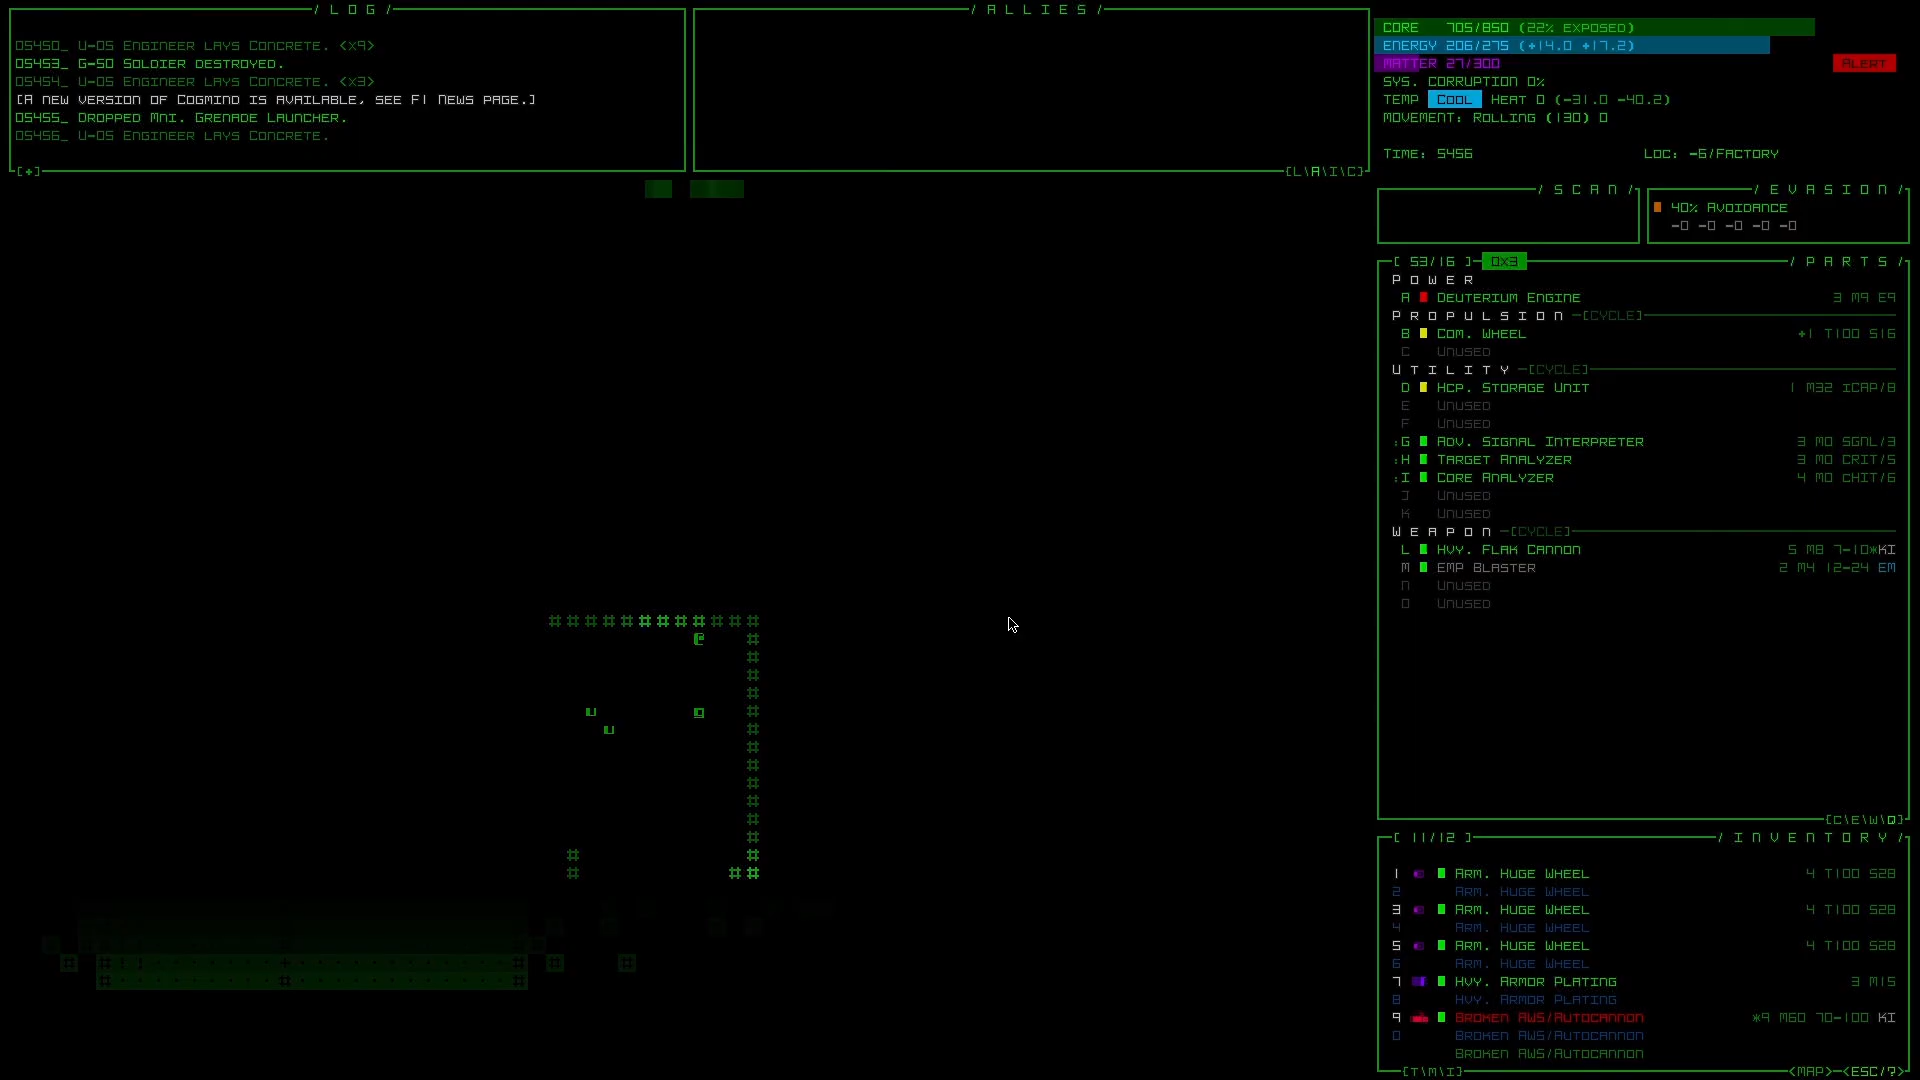 / L O G /
05450_ U-05 Engineer lays Concrete. <x9>
05453_ G-50 Soldier destroyed.
05454_ U-05 Engineer lays Concrete. <x3>
[A new version of Cogmind is available, see F1 News page.]
05455_ Dropped Mni. Grenade Launcher.
05456_ U-05 Engineer lays Concrete.
[+]
/ A L L I E S /
[L\A\I\C]
CORE 705/850 (22% EXPOSED)
ENERGY 206/275 (+14.0 +17.2)
MATTER 27/300
ALERT
SYS. CORRUPTION 0%
TEMP COOL HEAT 0 (-31.0 -40.2)
MOVEMENT: ROLLING (130) 0
TIME: 5456 LOC: -6/FACTORY
/ S C A N /
/ E V A S I O N /
40% Avoidance
-0 -0 -0 -0 -0
[ 53/16 ] 0x3 / P A R T S /
P O W E R
A Deuterium Engine 3 M9 E9
P R O P U L S I O N [CYCLE]
B Com. Wheel +1 T100 S16
C Unused
U T I L I T Y [CYCLE]
D Hcp. Storage Unit 1 M32 ICAP/8
E Unused
F Unused
:G Adv. Signal Interpreter 3 M0 SGNL/3
:H Target Analyzer 3 M0 CRIT/5
:I Core Analyzer 4 M0 CHIT/6
J Unused
K Unused
W E A P O N [CYCLE]
L Hvy. Flak Cannon 5 M8 7-10*KI
M EMP Blaster 2 M4 12-24 EM
N Unused
O Unused
[C\E\W\Q]
[ 11/12 ] / I N V E N T O R Y /
1 Arm. Huge Wheel 4 T100 S28
2 Arm. Huge Wheel
3 Arm. Huge Wheel 4 T100 S28
4 Arm. Huge Wheel
5 Arm. Huge Wheel 4 T100 S28
6 Arm. Huge Wheel
7 Hvy. Armor Plating 3 M15
8 Hvy. Armor Plating
9 Broken AWS/Autocannon *9 M60 70-100 KI
0 Broken AWS/Autocannon
Broken AWS/Autocannon
[T\M\I] <MAP> <ESC/?>